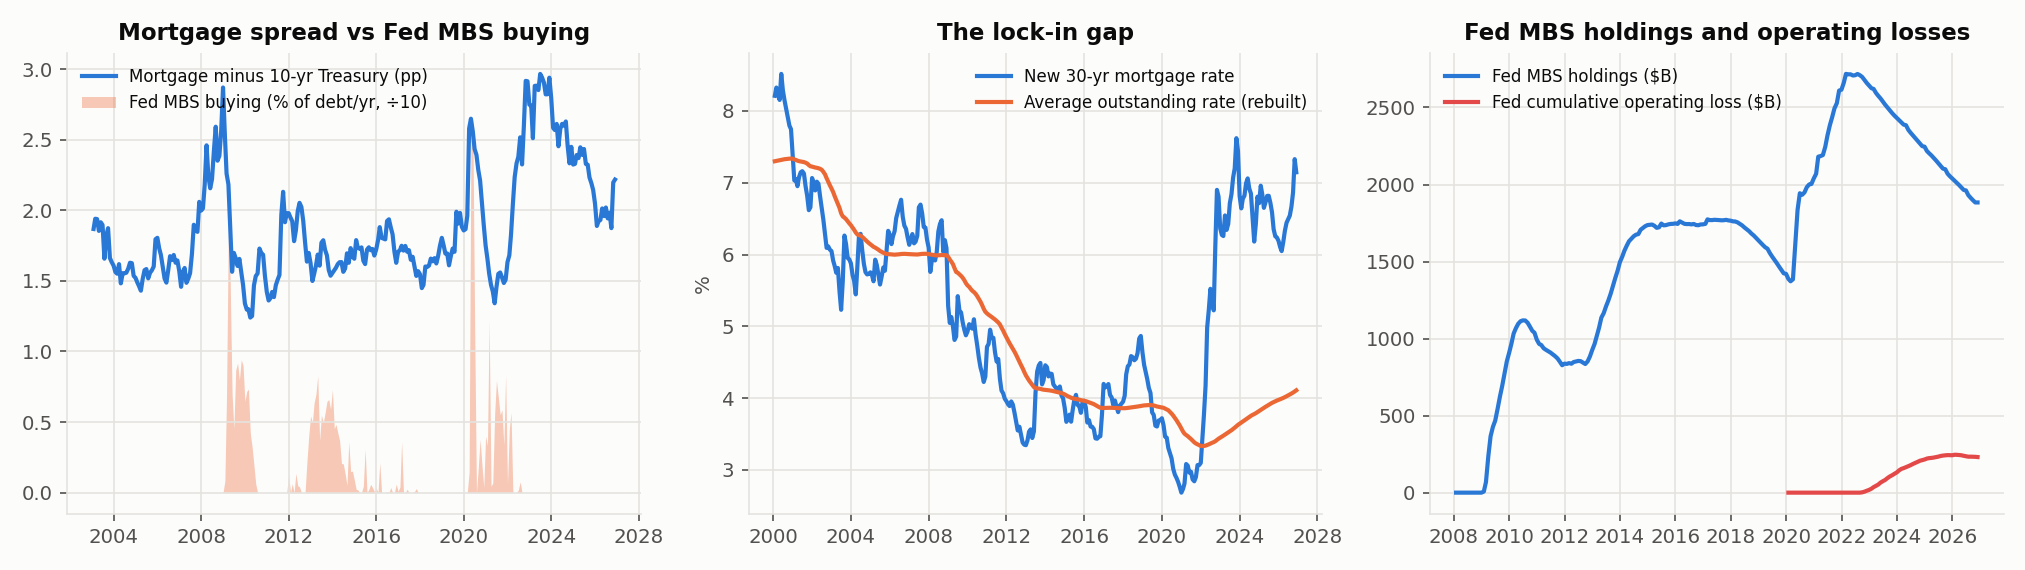 Mortgage spread vs Fed MBS buying
Mortgage minus 10-yr Treasury (pp)
Fed MBS buying (% of debt/yr, ÷10)
3.0
2.5
2.0
1.5
1.0
0.5
0.0
2004 2008 2012 2016 2020 2024 2028
The lock-in gap
New 30-yr mortgage rate
Average outstanding rate (rebuilt)
%
8
7
6
5
4
3
2000 2004 2008 2012 2016 2020 2024 2028
Fed MBS holdings and operating losses
Fed MBS holdings ($B)
Fed cumulative operating loss ($B)
2500
2000
1500
1000
500
0
2008 2010 2012 2014 2016 2018 2020 2022 2024 2026